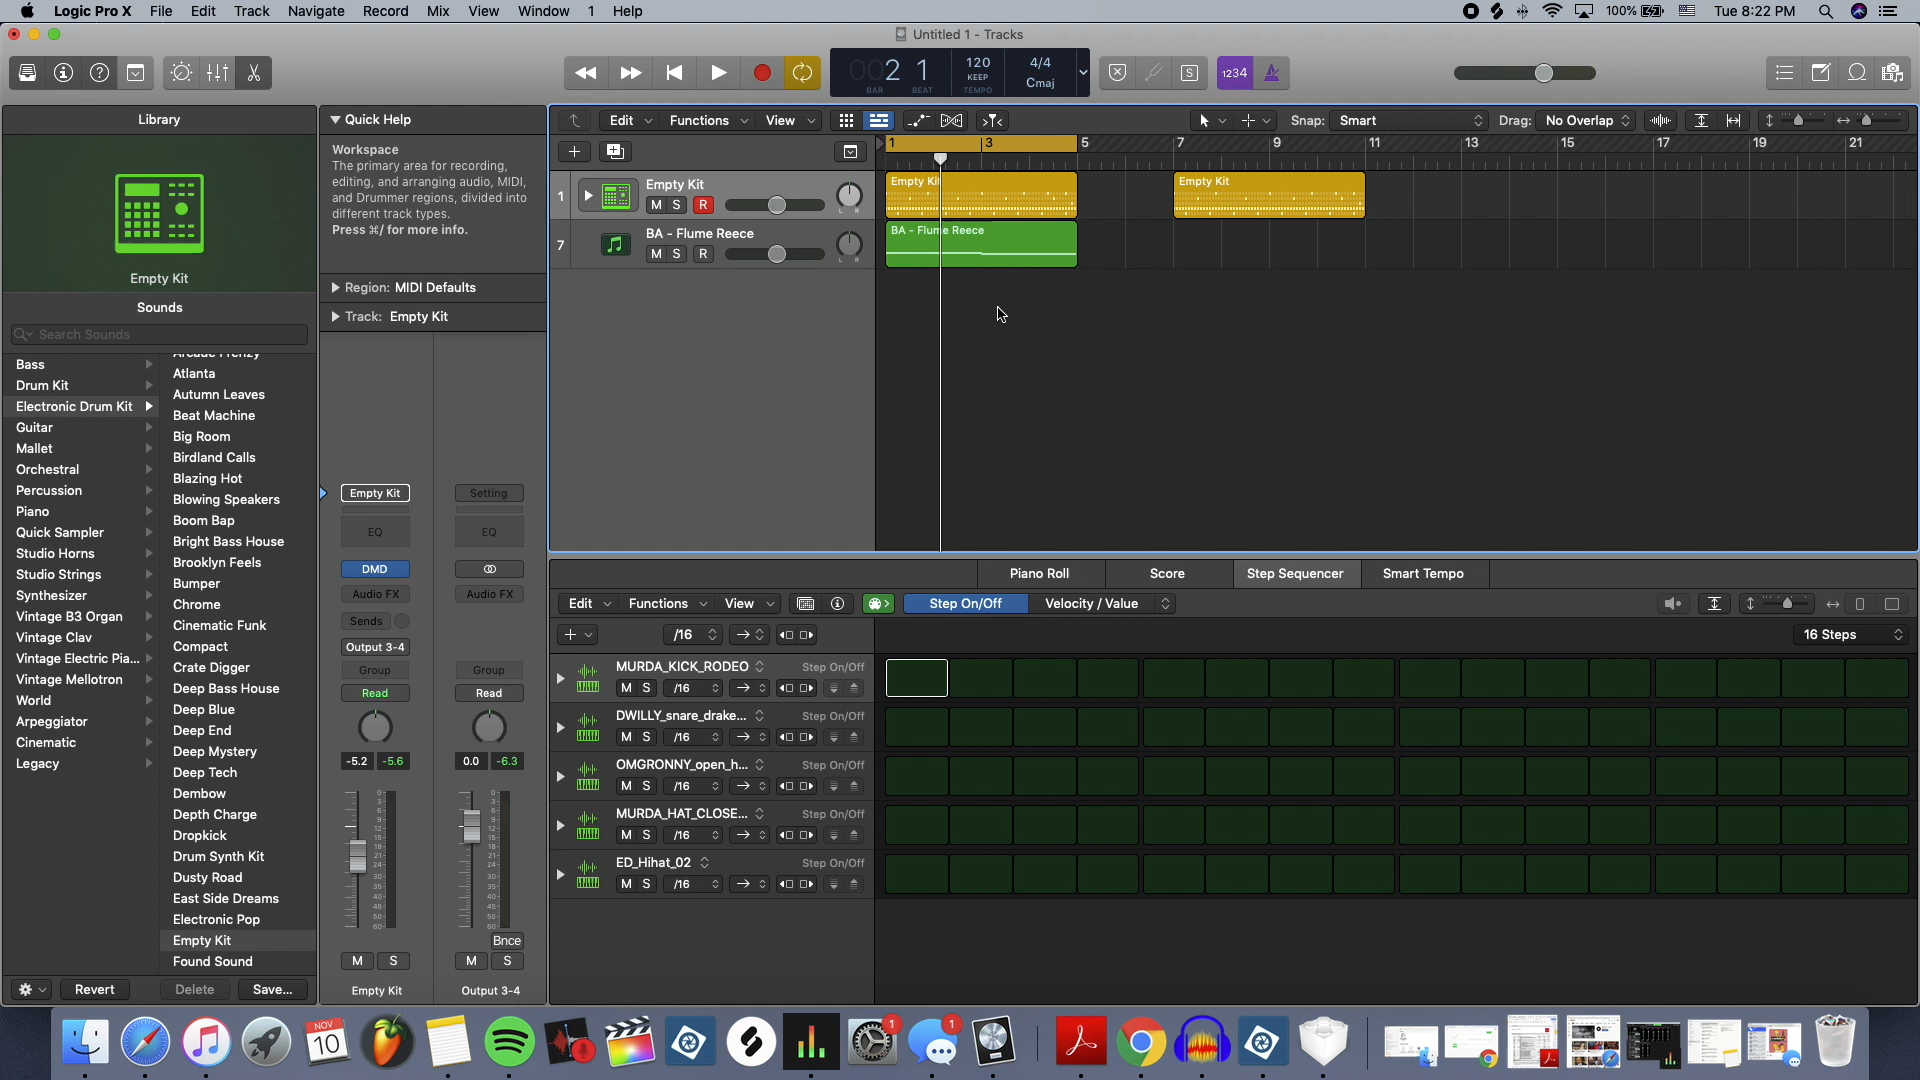 Logic Pro X File Edit Track Navigate Record Mix View Window 1 Help 100% Tue 8:22 PM
Untitled 1 - Tracks
002 1 120 4/4
KEEP Cmaj
BAR BEAT TEMPO
S 1234
Library
Empty Kit
Sounds
Search Sounds
Bass
Drum Kit
Electronic Drum Kit
Guitar
Mallet
Orchestral
Percussion
Piano
Quick Sampler
Studio Horns
Studio Strings
Synthesizer
Vintage B3 Organ
Vintage Clav
Vintage Electric Pia...
Vintage Mellotron
World
Arpeggiator
Cinematic
Legacy
Arcade Frenzy
Atlanta
Autumn Leaves
Beat Machine
Big Room
Birdland Calls
Blazing Hot
Blowing Speakers
Boom Bap
Bright Bass House
Brooklyn Feels
Bumper
Chrome
Cinematic Funk
Compact
Crate Digger
Deep Bass House
Deep Blue
Deep End
Deep Mystery
Deep Tech
Dembow
Depth Charge
Dropkick
Drum Synth Kit
Dusty Road
East Side Dreams
Electronic Pop
Empty Kit
Found Sound
Revert Delete Save...
Quick Help
Workspace
The primary area for recording,
editing, and arranging audio, MIDI,
and Drummer regions, divided into
different track types.
Press ⌘/ for more info.
Region: MIDI Defaults
Track: Empty Kit
Empty Kit Setting
EQ EQ
DMD
Audio FX Audio FX
Sends
Output 3-4
Group Group
Read Read
-5.2 -5.6 0.0 -6.3
Bnce
M S M S
Empty Kit Output 3-4
Edit Functions View Snap: Smart Drag: No Overlap
1 3 5 7 9 11 13 15 17 19 21
1 Empty Kit
M S R L R
7 BA - Flume Reece
M S R L R
Empty Kit Empty Kit
BA - Flume Reece
Piano Roll Score Step Sequencer Smart Tempo
Edit Functions View Step On/Off Velocity / Value
/16 16 Steps
MURDA_KICK_RODEO Step On/Off
M S /16
DWILLY_snare_drake... Step On/Off
M S /16
OMGRONNY_open_h... Step On/Off
M S /16
MURDA_HAT_CLOSE... Step On/Off
M S /16
ED_Hihat_02 Step On/Off
M S /16
NOV
10
1
1